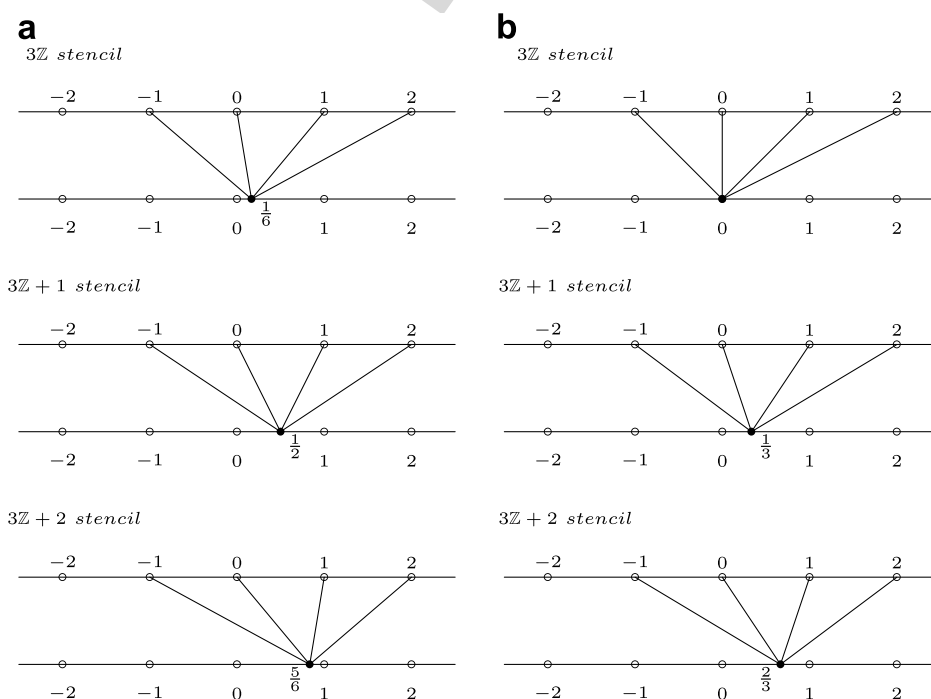 a
3ℤ stencil
−2 −1 0 1 2
−2 −1 0 1/6 1 2
3ℤ + 1 stencil
−2 −1 0 1 2
−2 −1 0 1/2 1 2
3ℤ + 2 stencil
−2 −1 0 1 2
−2 −1 0 5/6 1 2
b
3ℤ stencil
−2 −1 0 1 2
−2 −1 0 1 2
3ℤ + 1 stencil
−2 −1 0 1 2
−2 −1 0 1/3 1 2
3ℤ + 2 stencil
−2 −1 0 1 2
−2 −1 0 2/3 1 2